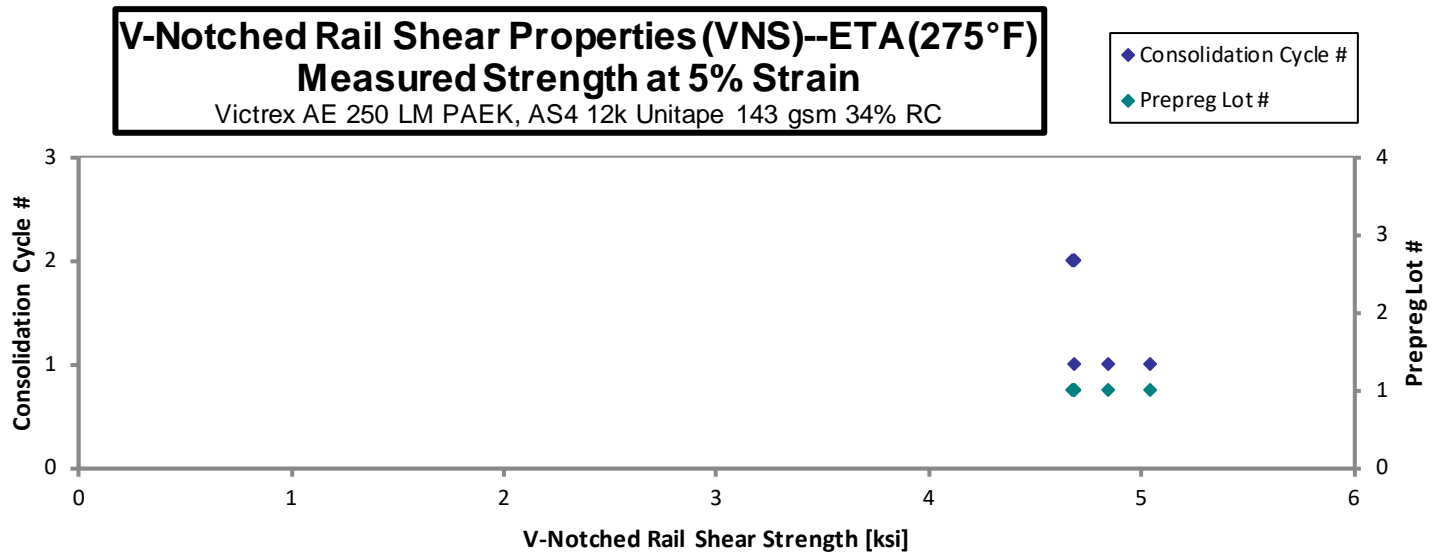 V-Notched Rail Shear Properties (VNS)--ETA(275°F)
Measured Strength at 5% Strain
Victrex AE 250 LM PAEK, AS4 12k Unitape 143 gsm 34% RC
Consolidation Cycle #
Prepreg Lot #
3
2
1
0
Consolidation Cycle #
4
3
2
1
0
Prepreg Lot #
0
1
2
3
4
5
6
V-Notched Rail Shear Strength [ksi]